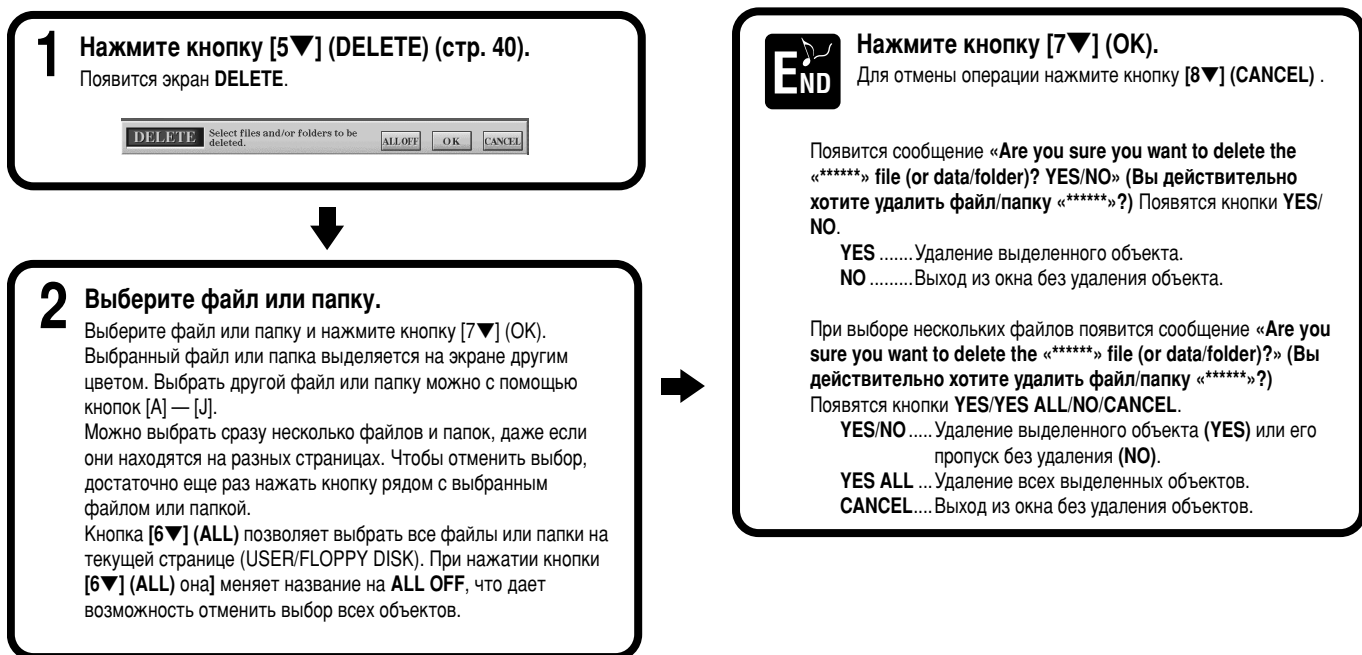 1
Нажмите кнопку [5▼] (DELETE) (стр. 40).
Появится экран DELETE.
DELETE Select files and/or folders to be deleted. ALL OFF OK CANCEL
2
Выберите файл или папку.
Выберите файл или папку и нажмите кнопку [7▼] (OK).
Выбранный файл или папка выделяется на экране другим
цветом. Выбрать другой файл или папку можно с помощью
кнопок [A] — [J].
Можно выбрать сразу несколько файлов и папок, даже если
они находятся на разных страницах. Чтобы отменить выбор,
достаточно еще раз нажать кнопку рядом с выбранным
файлом или папкой.
Кнопка [6▼] (ALL) позволяет выбрать все файлы или папки на
текущей странице (USER/FLOPPY DISK). При нажатии кнопки
[6▼] (ALL) она] меняет название на ALL OFF, что дает
возможность отменить выбор всех объектов.
END
Нажмите кнопку [7▼] (OK).
Для отмены операции нажмите кнопку [8▼] (CANCEL) .
Появится сообщение «Are you sure you want to delete the
«******» file (or data/folder)? YES/NO» (Вы действительно
хотите удалить файл/папку «******»?) Появятся кнопки YES/
NO.
YES .......Удаление выделенного объекта.
NO .........Выход из окна без удаления объекта.
При выборе нескольких файлов появится сообщение «Are you
sure you want to delete the «******» file (or data/folder)?» (Вы
действительно хотите удалить файл/папку «******»?)
Появятся кнопки YES/YES ALL/NO/CANCEL.
YES/NO ..... Удаление выделенного объекта (YES) или его
пропуск без удаления (NO).
YES ALL ... Удаление всех выделенных объектов.
CANCEL.... Выход из окна без удаления объектов.